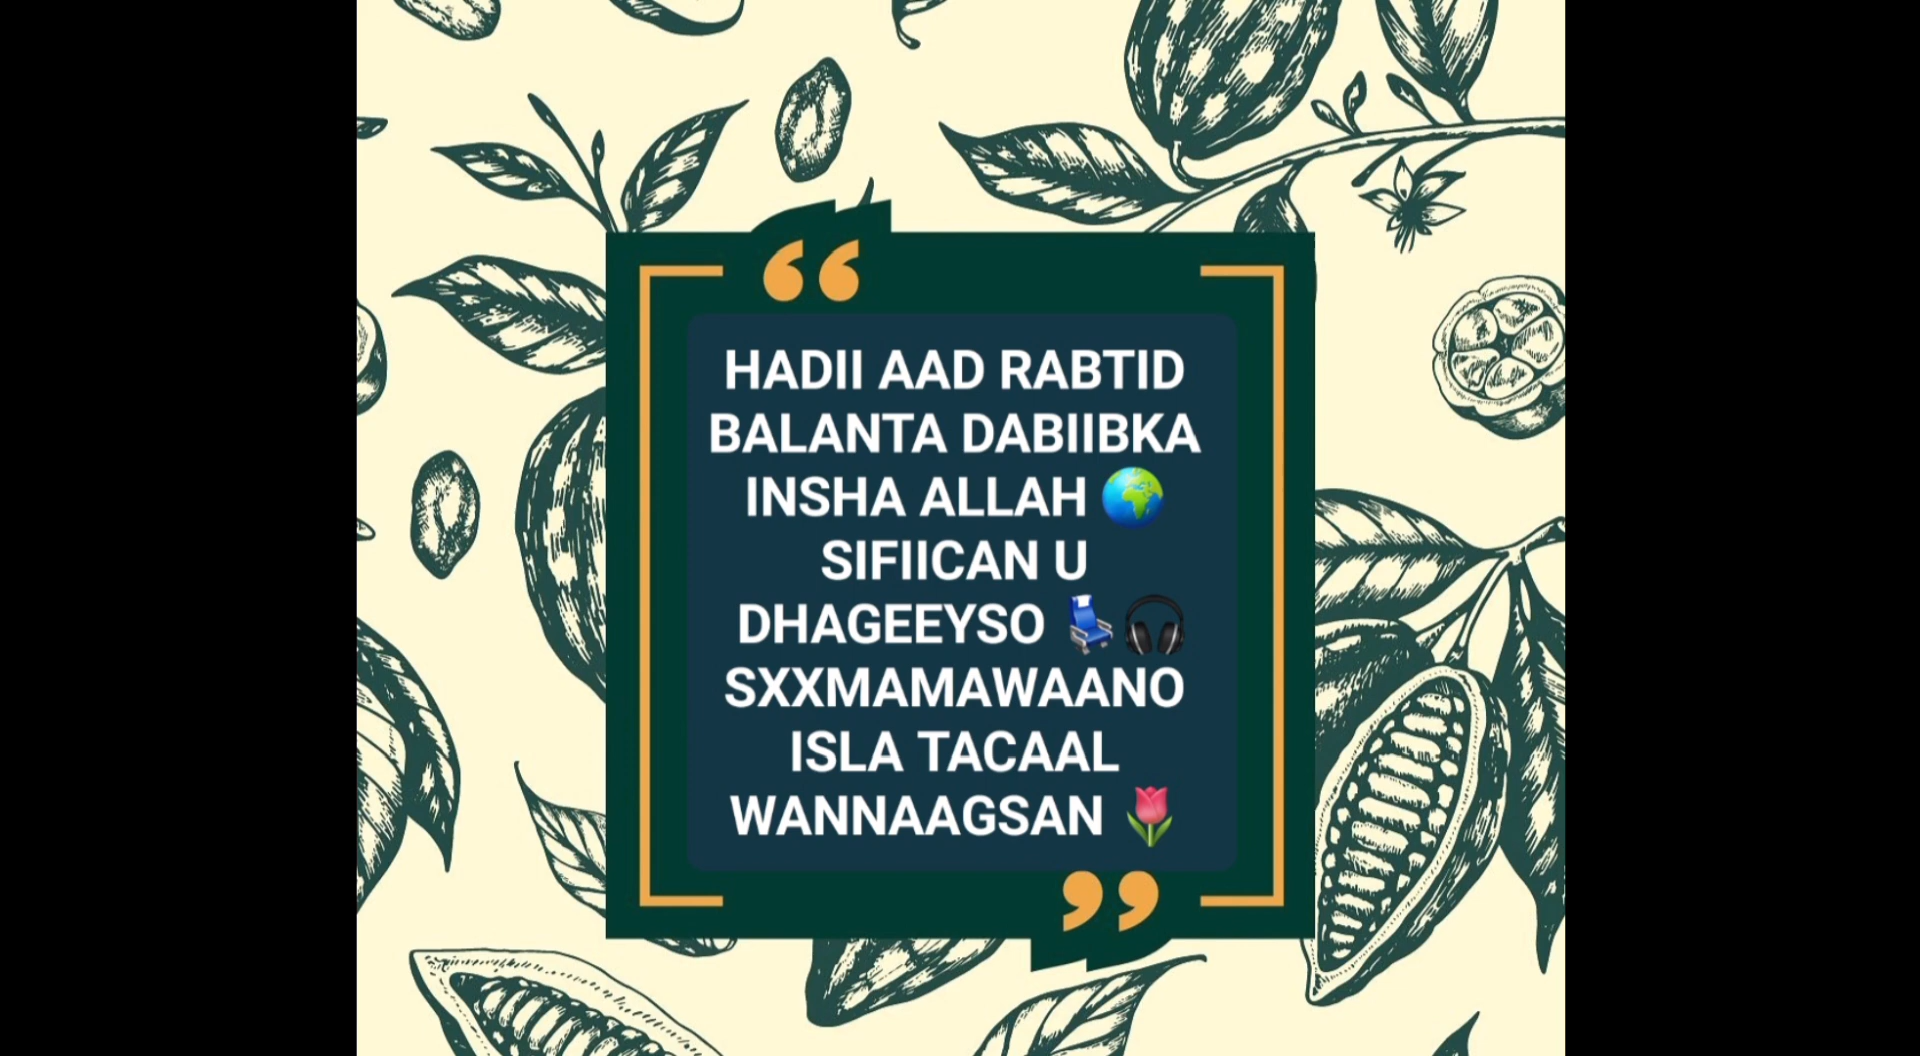 HADII AAD RABTID
BALANTA DABIIBKA
INSHA ALLAH 🌍
SIFIICAN U
DHAGEEYSO 💺🎧
SXXMAMAWAANO
ISLA TACAAL
WANNAAGSAN 🌷